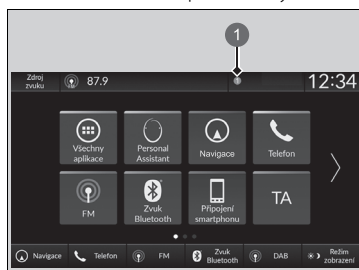 1
Zdroj
zvuku
87.9
12:34
Všechny
aplikace
Personal
Assistant
Navigace
Telefon
FM
Zvuk
Bluetooth
Připojení
smartphonu
TA
Navigace
Telefon
FM
Zvuk
Bluetooth
DAB
Režim
zobrazení